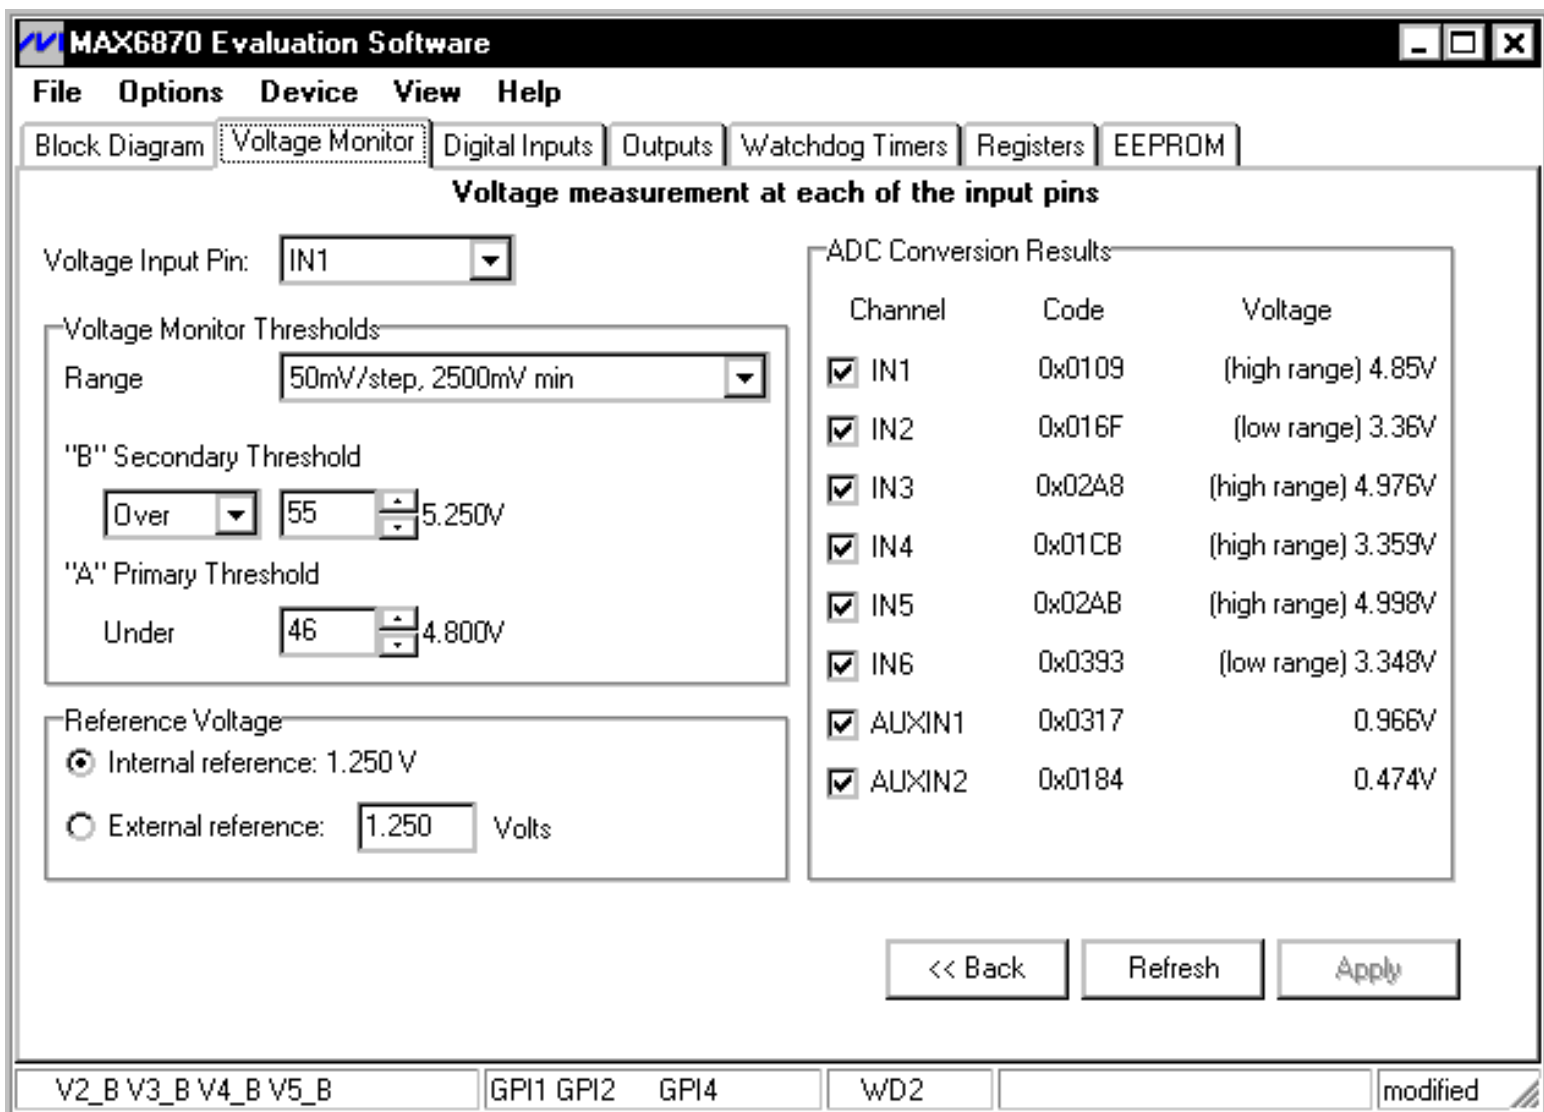 MAX6870 Evaluation Software
File Options Device View Help
Block Diagram Voltage Monitor Digital Inputs Outputs Watchdog Timers Registers EEPROM
Voltage measurement at each of the input pins
Voltage Input Pin: IN1
Voltage Monitor Thresholds
Range 50mV/step, 2500mV min
"B" Secondary Threshold
Over 55 5.250V
"A" Primary Threshold
Under 46 4.800V
Reference Voltage
Internal reference: 1.250 V
External reference: 1.250 Volts
ADC Conversion Results
Channel Code Voltage
IN1 0x0109 (high range) 4.85V
IN2 0x016F (low range) 3.36V
IN3 0x02A8 (high range) 4.976V
IN4 0x01CB (high range) 3.359V
IN5 0x02AB (high range) 4.998V
IN6 0x0393 (low range) 3.348V
AUXIN1 0x0317 0.966V
AUXIN2 0x0184 0.474V
<< Back Refresh Apply
V2_B V3_B V4_B V5_B GPI1 GPI2 GPI4 WD2 modified